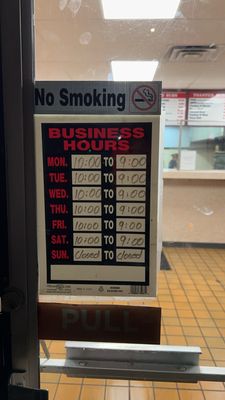 No Smoking
BUSINESS
HOURS
MON. 10:00 TO 9:00
TUE. 10:00 TO 9:00
WED. 10:00 TO 9:00
THU. 10:00 TO 9:00
FRI. 10:00 TO 9:00
SAT. 10:00 TO 9:00
SUN. Closed TO Closed
PULL